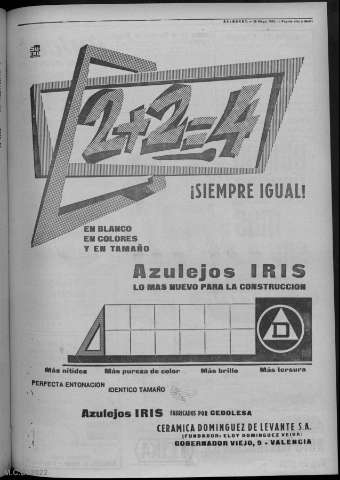 2+2=4
¡SIEMPRE IGUAL!
EN BLANCO
EN COLORES
Y EN TAMAÑO
Azulejos IRIS
LO MAS NUEVO PARA LA CONSTRUCCION
D
Más nitidez Más pureza de color Más brillo Más tersura
PERFECTA ENTONACION IDENTICO TAMAÑO
Azulejos IRIS FABRICADOS POR CEDOLESA
CERAMICA DOMINGUEZ DE LEVANTE S.A.
(FUNDADOR: ELOY DOMINGUEZ VEIGA)
GOBERNADOR VIEJO, 9 - VALENCIA
M.C.D. 2022